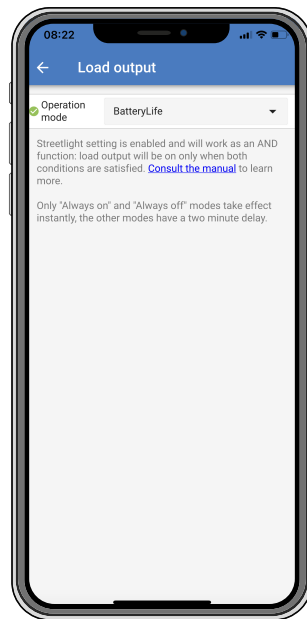 08:22
Load output
Operation
mode
BatteryLife
Streetlight setting is enabled and will work as an AND
function: load output will be on only when both
conditions are satisfied. Consult the manual to learn
more.
Only "Always on" and "Always off" modes take effect
instantly, the other modes have a two minute delay.